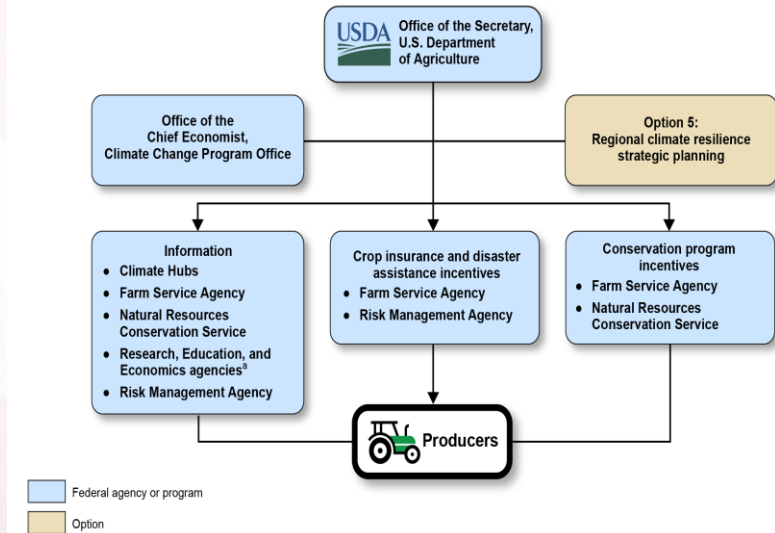 USDA
Office of the Secretary,
U.S. Department
of Agriculture
Office of the
Chief Economist,
Climate Change Program Office
Option 5:
Regional climate resilience
strategic planning
Information
• Climate Hubs
• Farm Service Agency
• Natural Resources
Conservation Service
• Research, Education, and
Economics agenciesᵃ
• Risk Management Agency
Crop insurance and disaster
assistance incentives
• Farm Service Agency
• Risk Management Agency
Conservation program
incentives
• Farm Service Agency
• Natural Resources
Conservation Service
Producers
Federal agency or program
Option